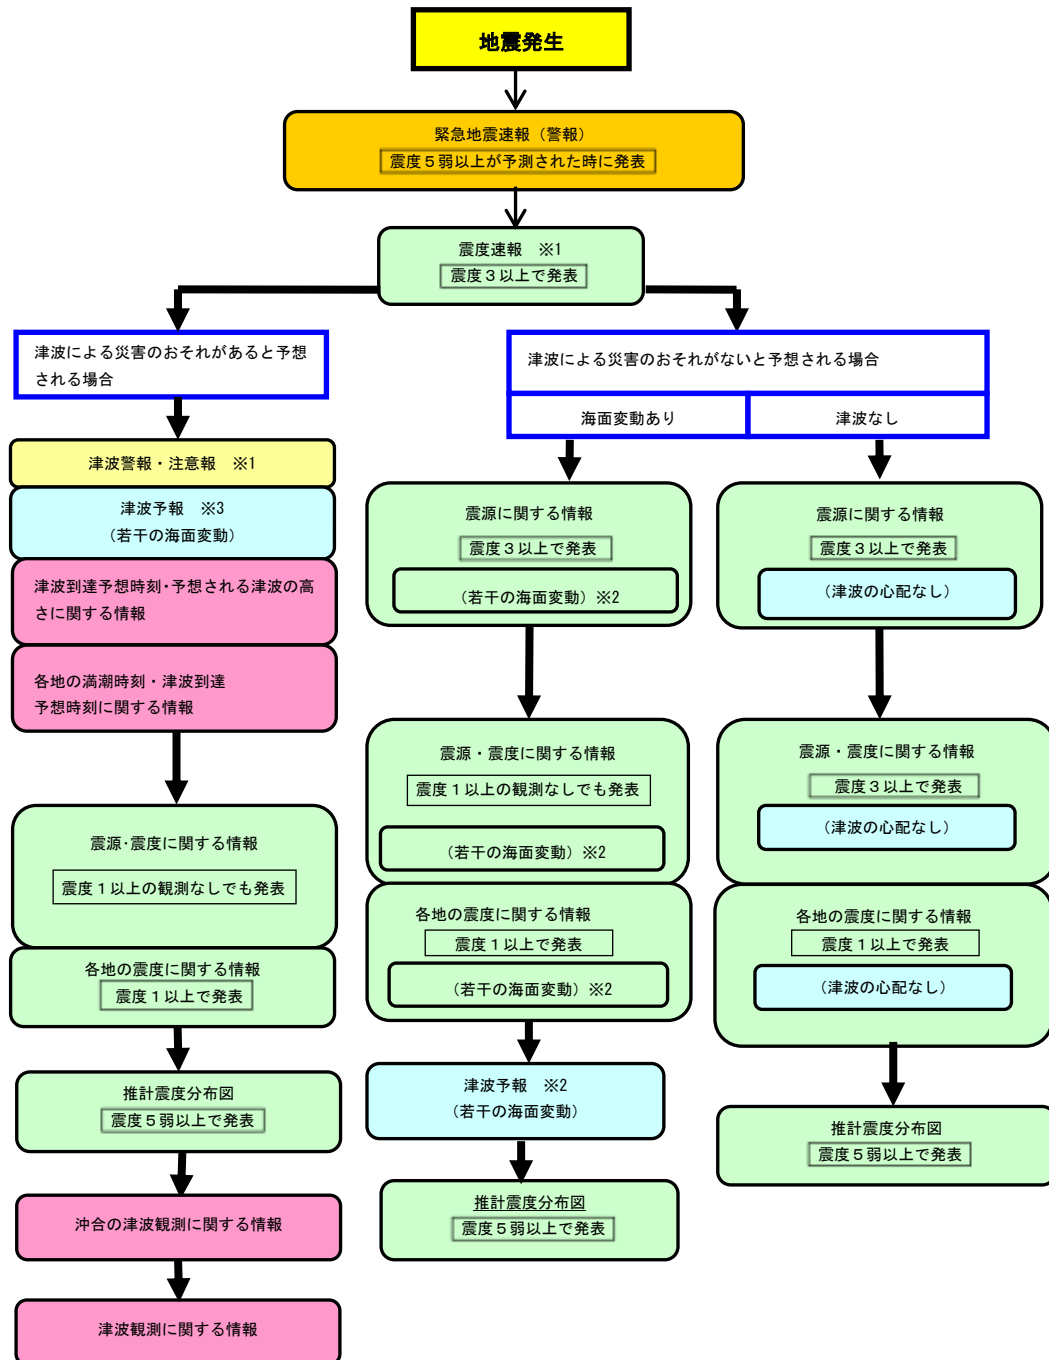 地震発生
緊急地震速報（警報）
震度５弱以上が予測された時に発表
震度速報　※1
震度３以上で発表
津波による災害のおそれがあると予想
される場合
津波警報・注意報　※1
津波予報　※3
（若干の海面変動）
津波到達予想時刻・予想される津波の高
さに関する情報
各地の満潮時刻・津波到達
予想時刻に関する情報
震源・震度に関する情報
震度１以上の観測なしでも発表
各地の震度に関する情報
震度１以上で発表
推計震度分布図
震度５弱以上で発表
沖合の津波観測に関する情報
津波観測に関する情報
津波による災害のおそれがないと予想される場合
海面変動あり
震源に関する情報
震度３以上で発表
（若干の海面変動）※2
震源・震度に関する情報
震度１以上の観測なしでも発表
（若干の海面変動）※2
各地の震度に関する情報
震度１以上で発表
（若干の海面変動）※2
津波予報　※2
（若干の海面変動）
推計震度分布図
震度５弱以上で発表
津波なし
震源に関する情報
震度３以上で発表
（津波の心配なし）
震源・震度に関する情報
震度３以上で発表
（津波の心配なし）
各地の震度に関する情報
震度１以上で発表
（津波の心配なし）
推計震度分布図
震度５弱以上で発表